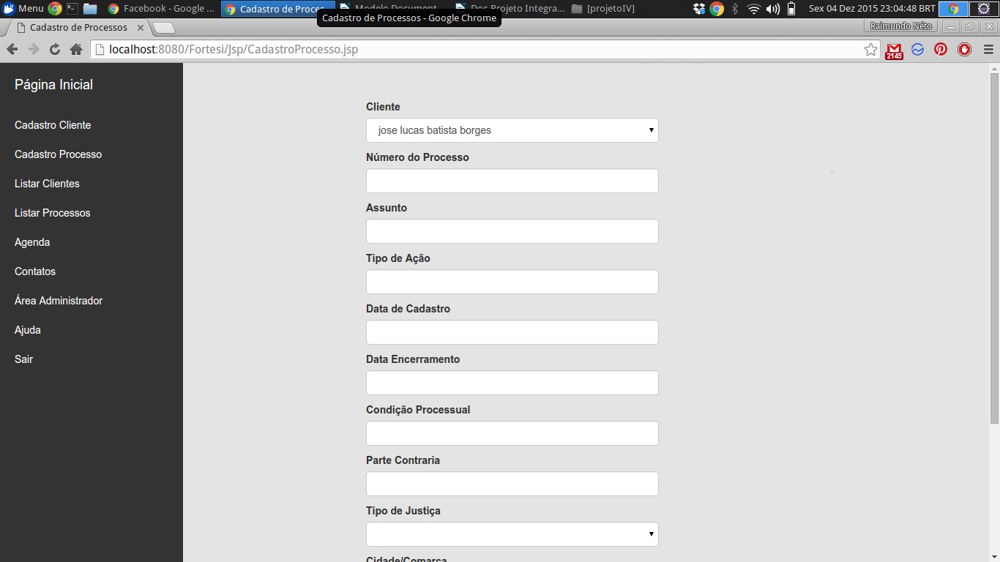 Menu Facebook - Google ... Cadastro de Proces... Modelo Document... Doc Projeto Integra... [projetoIV] Sex 04 Dez 2015 23:04:48 BRT
Cadastro de Processos - Google Chrome
Cadastro de Processos Raimundo Néto
localhost:8080/Fortesi/Jsp/CadastroProcesso.jsp 2145
Página Inicial
Cadastro Cliente
Cadastro Processo
Listar Clientes
Listar Processos
Agenda
Contatos
Área Administrador
Ajuda
Sair
Cliente
jose lucas batista borges
Número do Processo
Assunto
Tipo de Ação
Data de Cadastro
Data Encerramento
Condição Processual
Parte Contraria
Tipo de Justiça
Cidade/Comarca